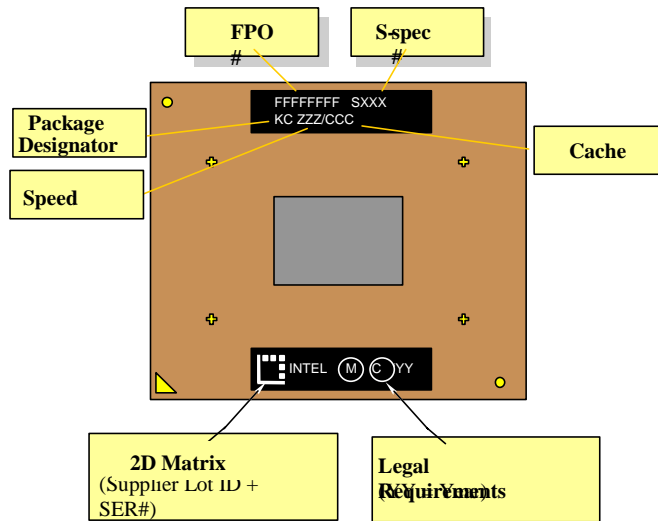 FPO
#
S-spec
#
FFFFFFFF SXXX
KC ZZZ/CCC
Package
Designator
Cache
Speed
INTEL M C YY
2D Matrix
(Supplier Lot ID +
SER#)
Legal
Requirements